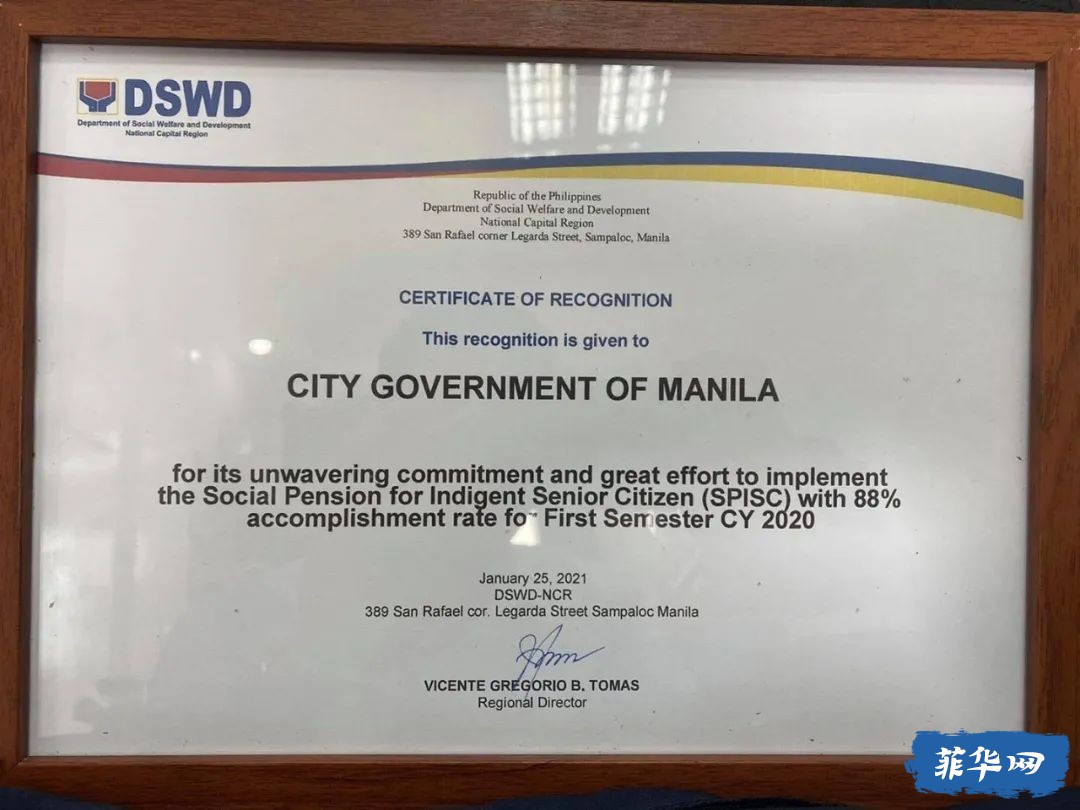 DSWD
Department of Social Welfare and Development
National Capital Region
Republic of the Philippines
Department of Social Welfare and Development
National Capital Region
389 San Rafael corner Legarda Street, Sampaloc, Manila
CERTIFICATE OF RECOGNITION
This recognition is given to
CITY GOVERNMENT OF MANILA
for its unwavering commitment and great effort to implement
the Social Pension for Indigent Senior Citizen (SPISC) with 88%
accomplishment rate for First Semester CY 2020
January 25, 2021
DSWD-NCR
389 San Rafael cor. Legarda Street Sampaloc Manila
VICENTE GREGORIO B. TOMAS
Regional Director
菲华网